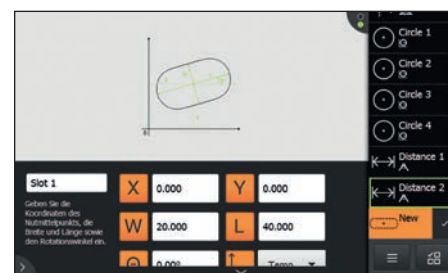 Circle 1
Circle 2
Circle 3
Circle 4
Distance 1
Distance 2
New
Slot 1
Geben Sie die
Koordinaten des
Nutmittelpunkts, die
Breite und Länge sowie
den Rotationswinkel ein.
X 0.000 Y 0.000
W 20.000 L 40.000
0.00°